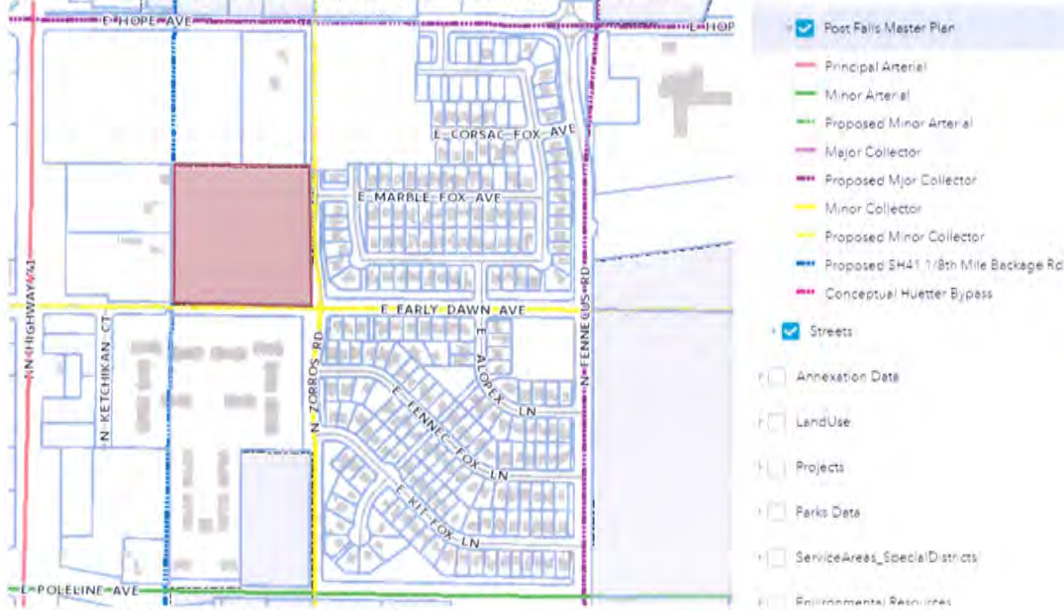 E HOPE AVE
E HOP
E CORSAC FOX AVE
E MARBLE FOX AVE
N HIGHWAY 41
N FENNECUS RD
E EARLY DAWN AVE
N KETCHIKAN CT
N ZORROS RD
E ALOPEX LN
E FENNEC FOX LN
E KIT FOX LN
E POLELINE AVE
Post Falls Master Plan
Principal Arterial
Minor Arterial
Proposed Minor Arterial
Major Collector
Proposed Mjor Collector
Minor Collector
Proposed Minor Collector
Proposed SH41 1/8th Mile Backage Rd
Conceptual Huetter Bypass
Streets
Annexation Data
LandUse
Projects
Parks Data
ServiceAreas_SpecialDistricts
Environmental Resources